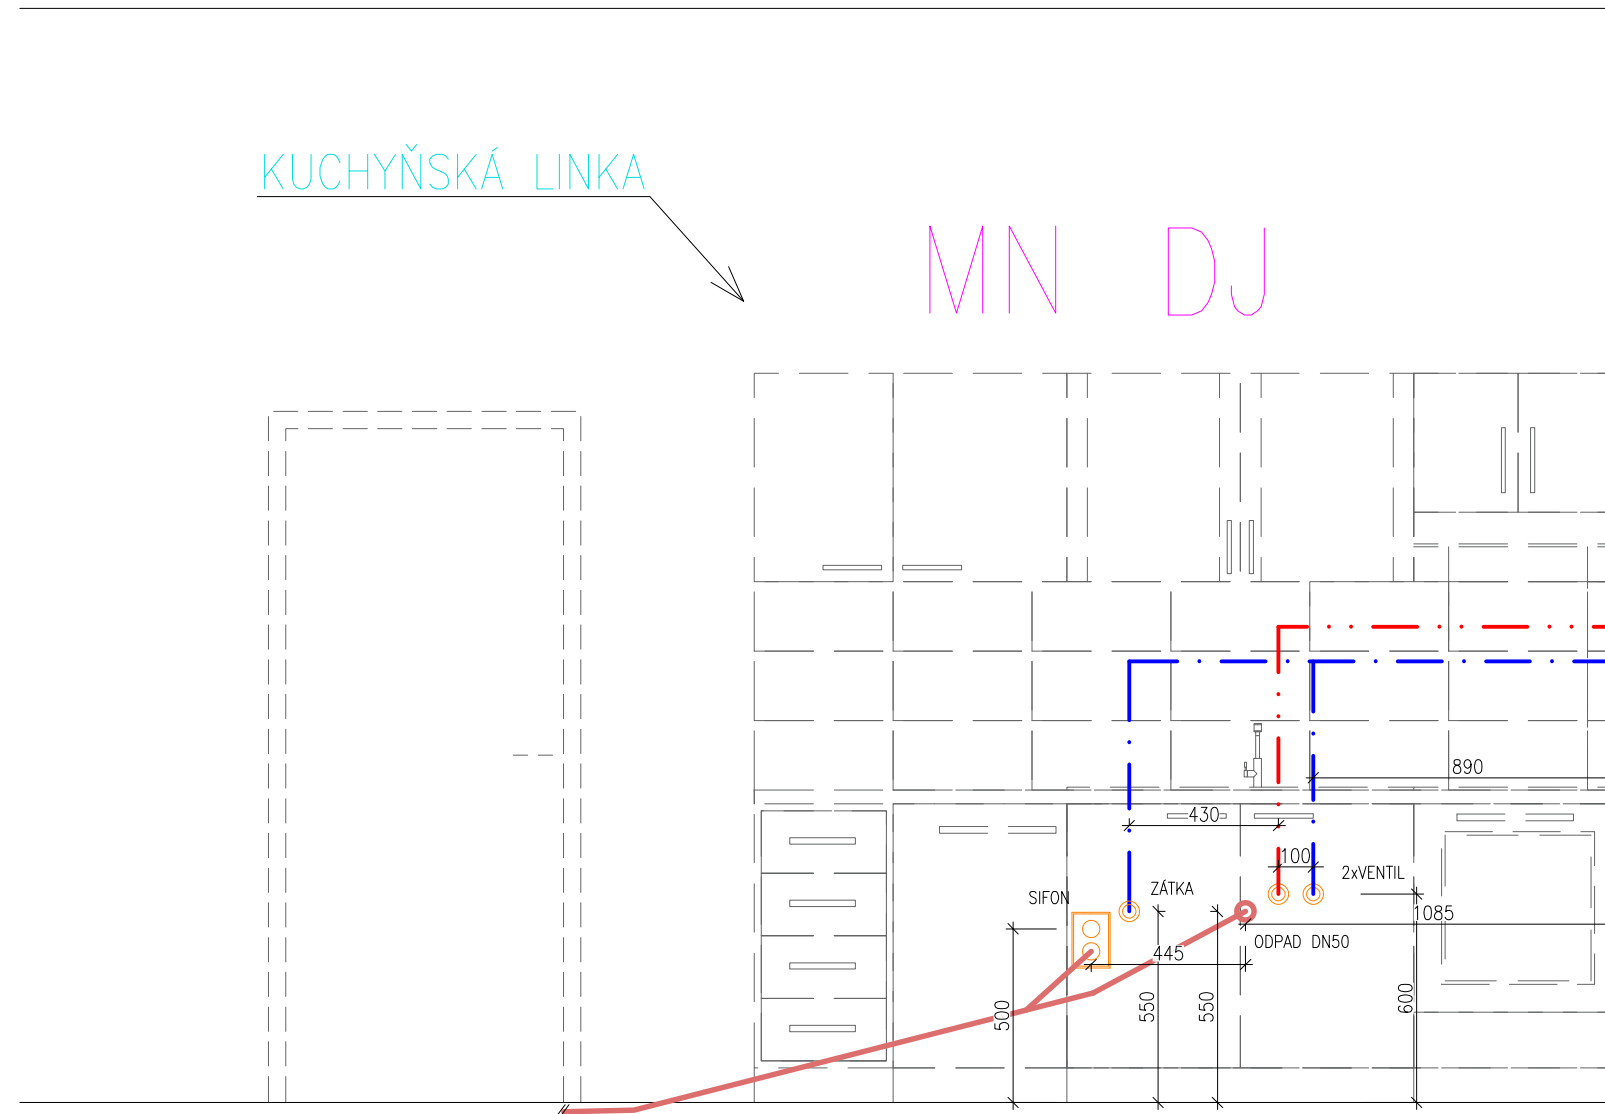 KUCHYŇSKÁ LINKA
MN DJ
890
430
100
2xVENTIL
ZÁTKA
SIFON
1085
ODPAD DN50
445
500
550
550
600